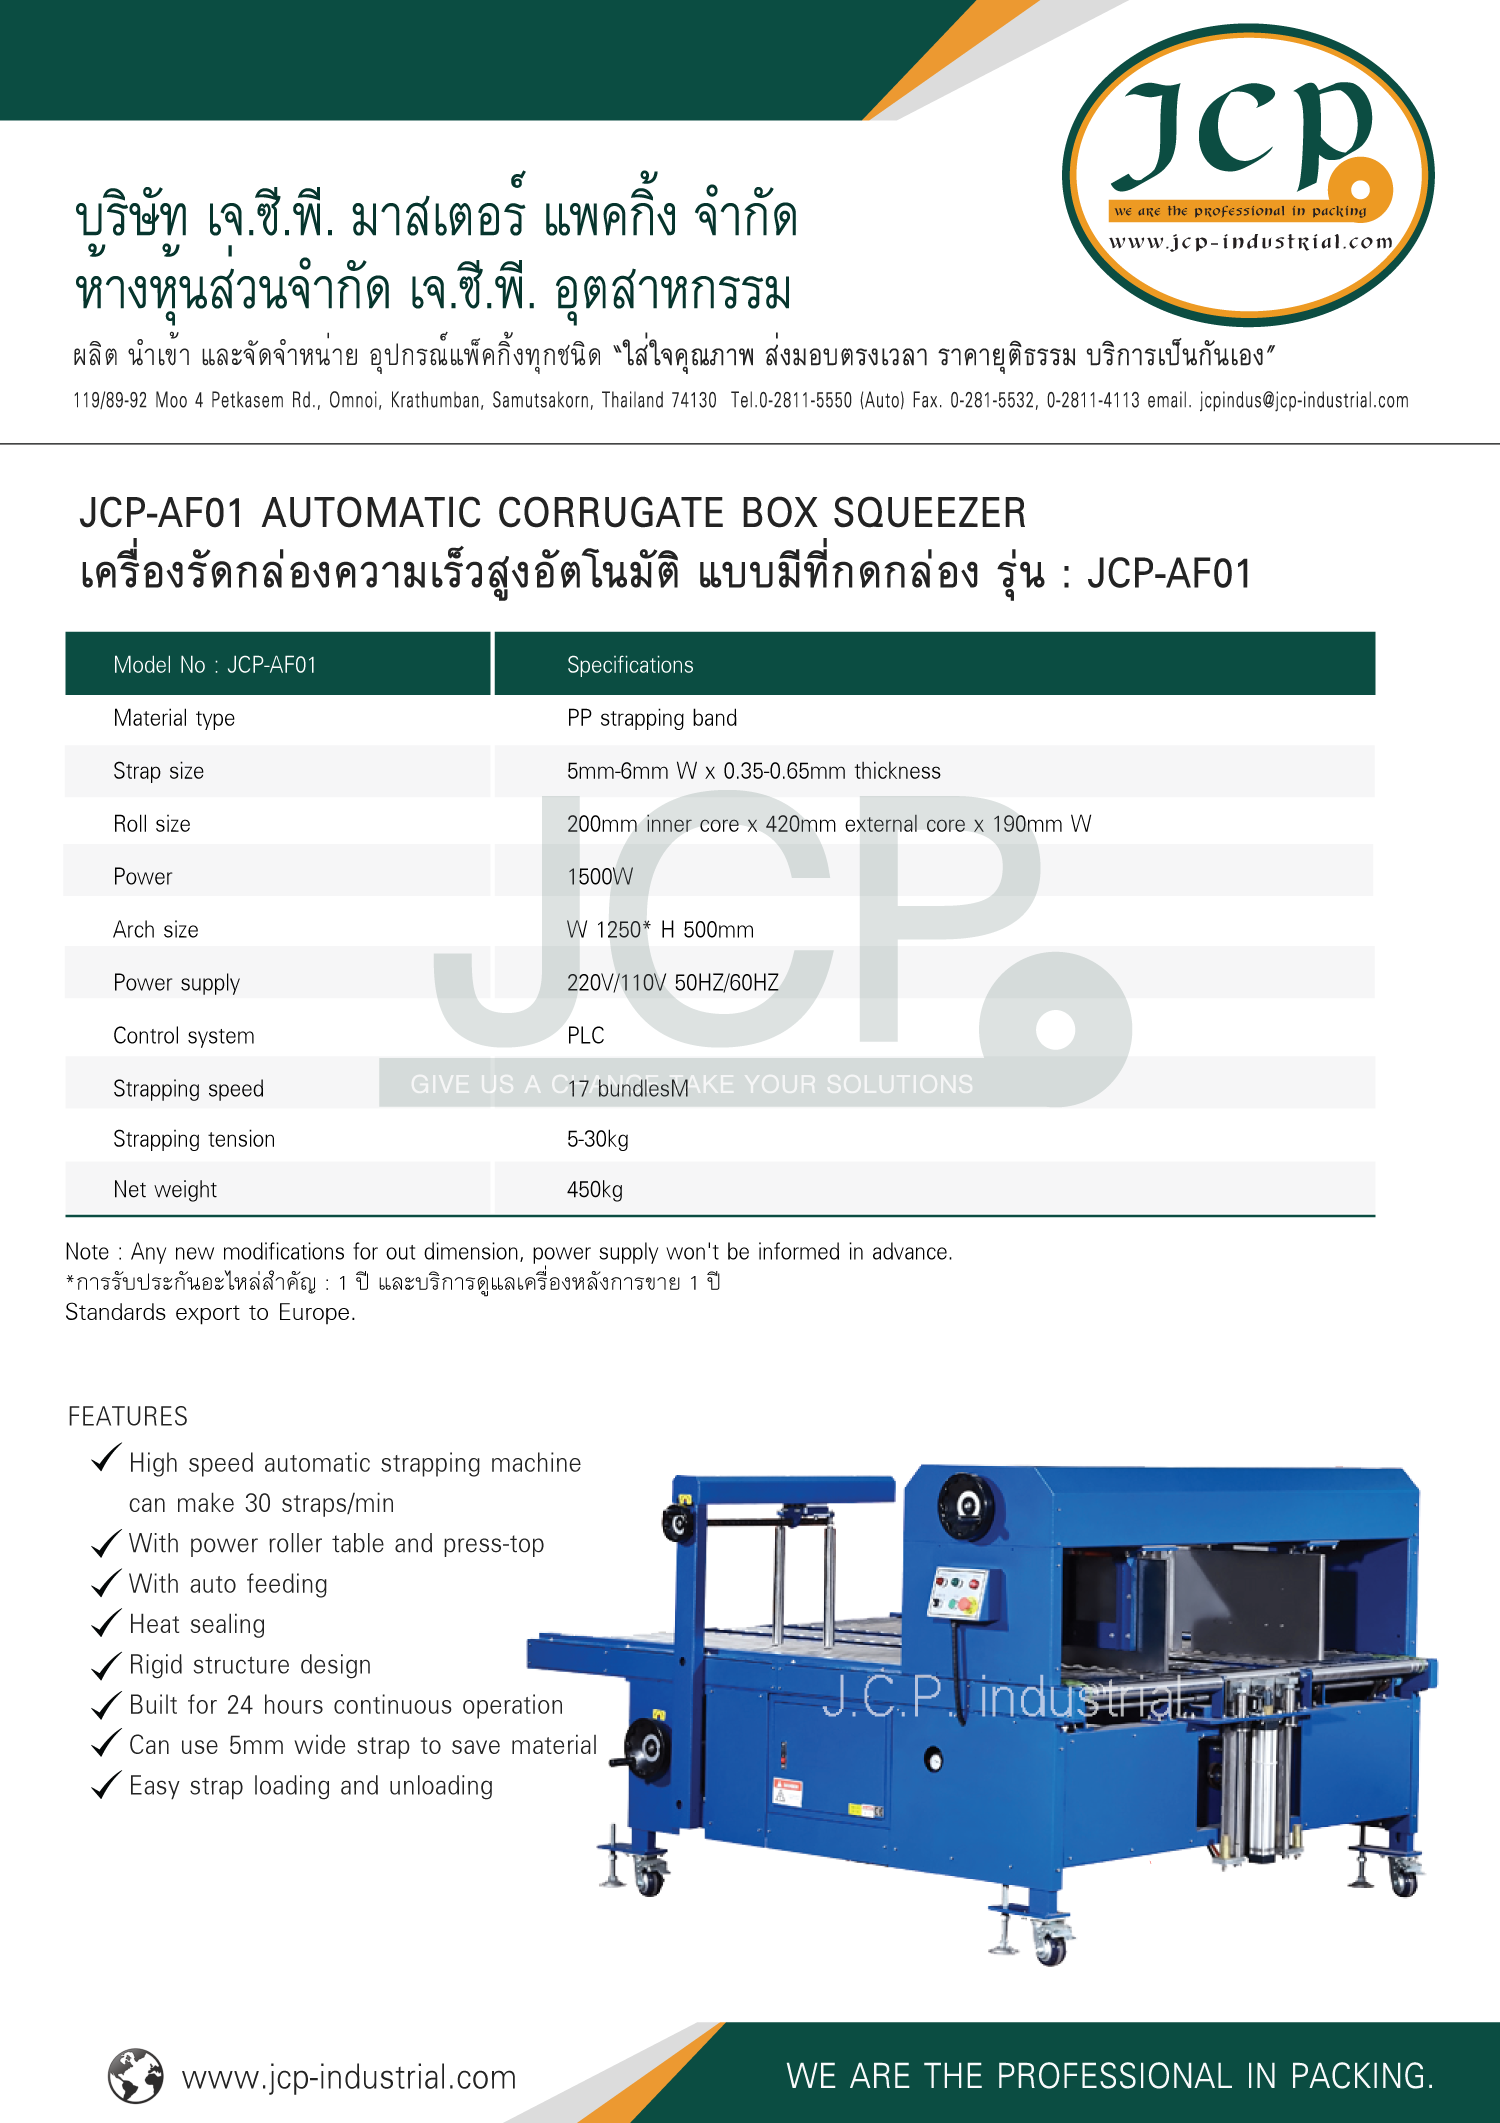 JCP
we are the professional in packing
www.jcp-industrial.com
บริษัท เจ.ซี.พี. มาสเตอร์ แพคกิ้ง จำกัด
ห้างหุ้นส่วนจำกัด เจ.ซี.พี. อุตสาหกรรม
ผลิต นำเข้า และจัดจำหน่าย อุปกรณ์แพ็คกิ้งทุกชนิด "ใส่ใจคุณภาพ ส่งมอบตรงเวลา ราคายุติธรรม บริการเป็นกันเอง"
119/89-92 Moo 4 Petkasem Rd., Omnoi, Krathumban, Samutsakorn, Thailand 74130 Tel.0-2811-5550 (Auto) Fax. 0-281-5532, 0-2811-4113 email. jcpindus@jcp-industrial.com
JCP-AF01 AUTOMATIC CORRUGATE BOX SQUEEZER
เครื่องรัดกล่องความเร็วสูงอัตโนมัติ แบบมีที่กดกล่อง รุ่น : JCP-AF01
Model No : JCP-AF01 Specifications
Material type PP strapping band
Strap size 5mm-6mm W x 0.35-0.65mm thickness
Roll size 200mm inner core x 420mm external core x 190mm W
Power 1500W
Arch size W 1250* H 500mm
Power supply 220V/110V 50HZ/60HZ
Control system PLC
Strapping speed 17 bundlesM
Strapping tension 5-30kg
Net weight 450kg
JCP
GIVE US A CHANGE TAKE YOUR SOLUTIONS
Note : Any new modifications for out dimension, power supply won't be informed in advance.
*การรับประกันอะไหล่สำคัญ : 1 ปี และบริการดูแลเครื่องหลังการขาย 1 ปี
Standards export to Europe.
FEATURES
High speed automatic strapping machine
can make 30 straps/min
With power roller table and press-top
With auto feeding
Heat sealing
Rigid structure design
Built for 24 hours continuous operation
Can use 5mm wide strap to save material
Easy strap loading and unloading
J.C.P. industrial.
www.jcp-industrial.com
WE ARE THE PROFESSIONAL IN PACKING.